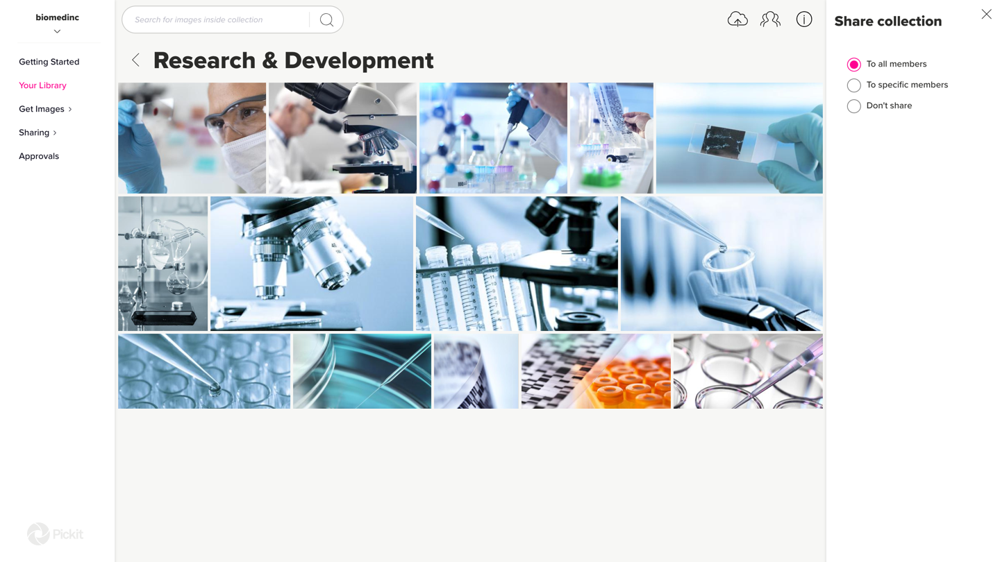 biomedinc
Getting Started
Your Library
Get Images
Sharing
Approvals
Pickit
Search for images inside collection
Research & Development
Share collection
To all members
To specific members
Don't share